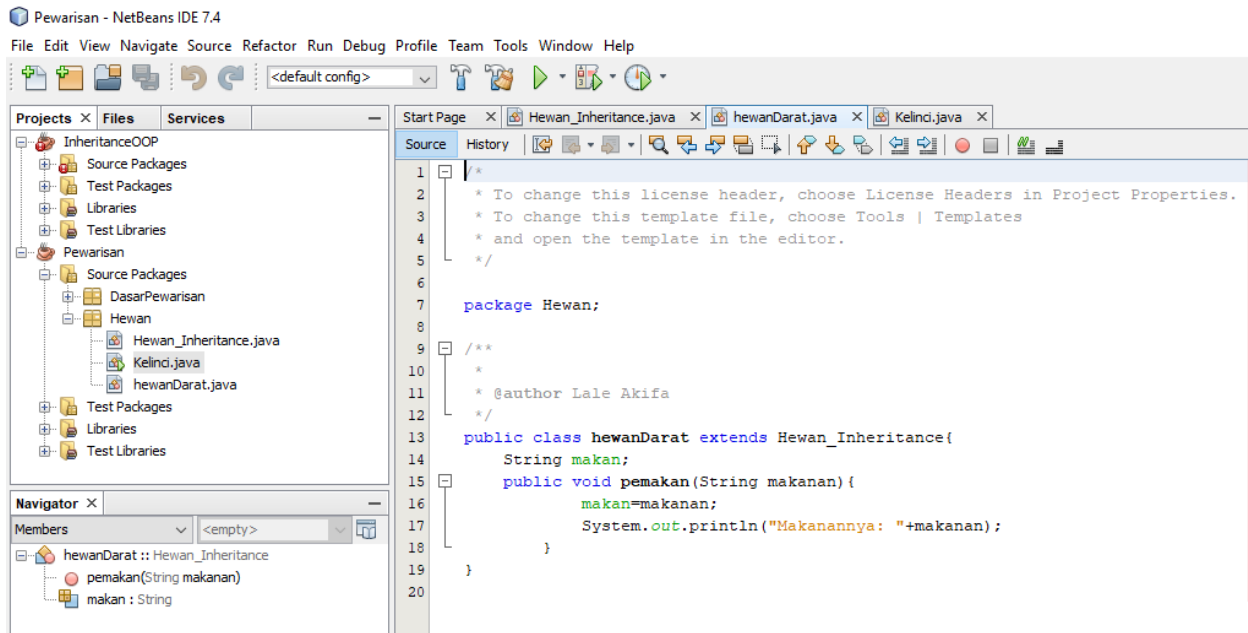 Pewarisan - NetBeans IDE 7.4
File Edit View Navigate Source Refactor Run Debug Profile Team Tools Window Help
<default config>
Projects Files Services
InheritanceOOP
Source Packages
Test Packages
Libraries
Test Libraries
Pewarisan
Source Packages
DasarPewarisan
Hewan
Hewan_Inheritance.java
Kelinci.java
hewanDarat.java
Test Packages
Libraries
Test Libraries
Navigator
Members <empty>
hewanDarat :: Hewan_Inheritance
pemakan(String makanan)
makan : String
Start Page Hewan_Inheritance.java hewanDarat.java Kelinci.java
Source History
1 /*
2 * To change this license header, choose License Headers in Project Properties.
3 * To change this template file, choose Tools | Templates
4 * and open the template in the editor.
5 */
6
7 package Hewan;
8
9 /**
10 *
11 * @author Lale Akifa
12 */
13 public class hewanDarat extends Hewan_Inheritance{
14 String makan;
15 public void pemakan(String makanan){
16 makan=makanan;
17 System.out.println("Makanannya: "+makanan);
18 }
19 }
20